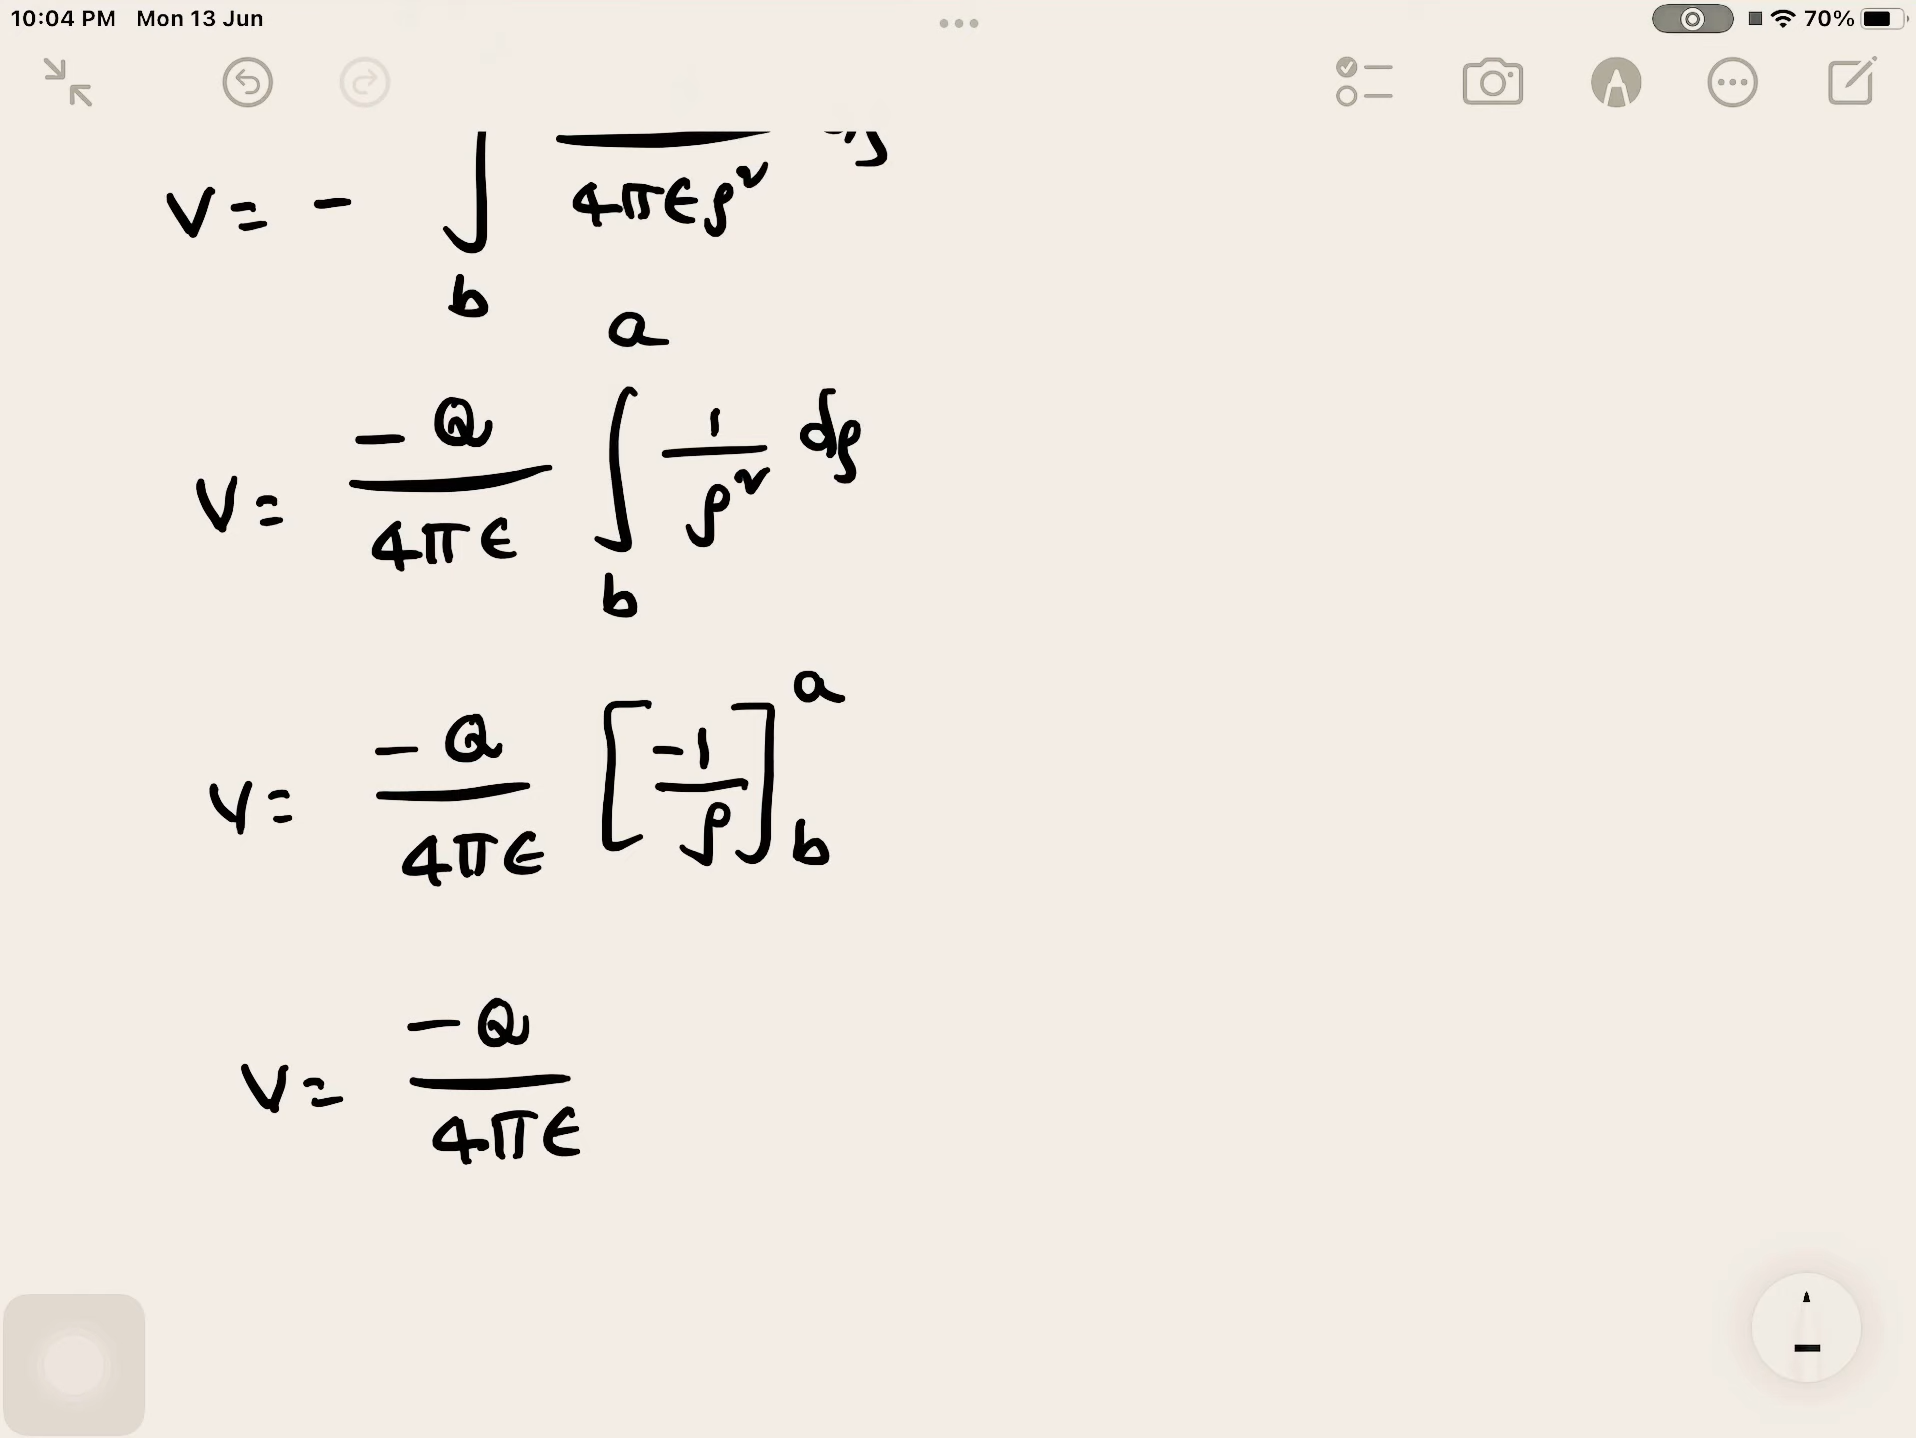 10:04 PM Mon 13 Jun 70%
V = - ∫_b 4περ²
V = -Q/4πε ∫_b^a 1/ρ² dρ
V = -Q/4πε [-1/ρ]_b^a
V = -Q/4πε